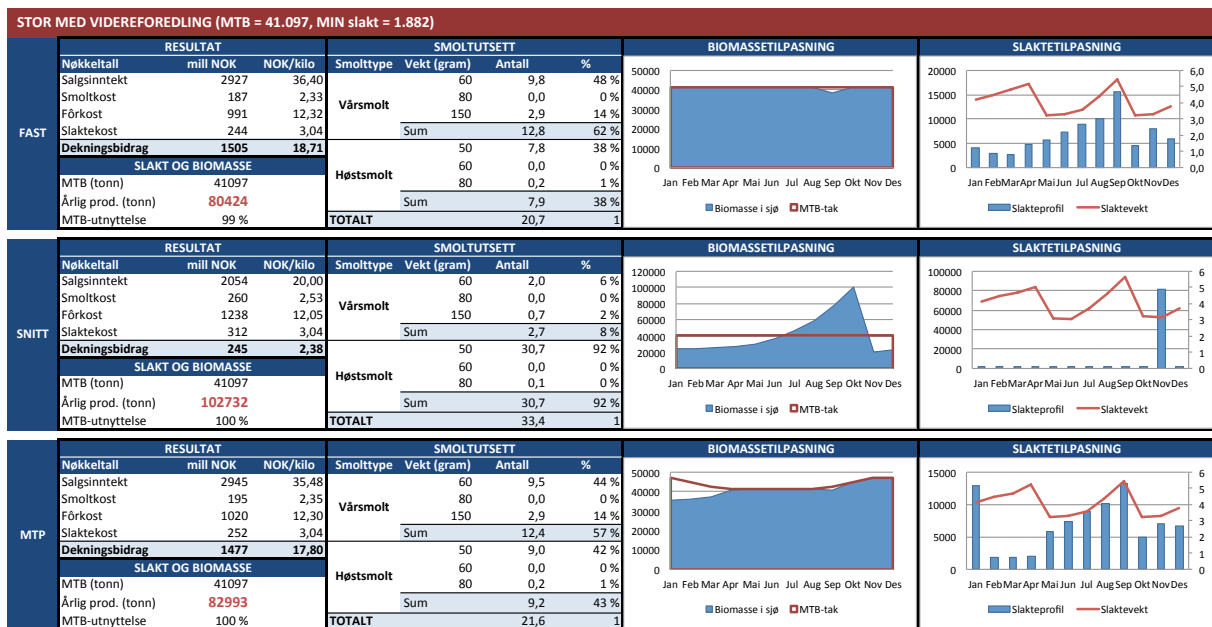 STOR MED VIDEREFOREDLING (MTB = 41.097, MIN slakt = 1.882)
FAST
RESULTAT
Nøkkeltall mill NOK NOK/kilo
Salgsinntekt 2927 36,40
Smoltkost 187 2,33
Fôrkost 991 12,32
Slaktekost 244 3,04
Dekningsbidrag 1505 18,71
SLAKT OG BIOMASSE
MTB (tonn) 41097
Årlig prod. (tonn) 80424
MTB-utnyttelse 99 %
SMOLTUTSETT
Smolttype Vekt (gram) Antall %
Vårsmolt
60 9,8 48 %
80 0,0 0 %
150 2,9 14 %
Sum 12,8 62 %
Høstsmolt
50 7,8 38 %
60 0,0 0 %
80 0,2 1 %
Sum 7,9 38 %
TOTALT 20,7 1
BIOMASSETILPASNING
50000
40000
30000
20000
10000
0
Jan Feb Mar Apr Mai Jun Jul Aug Sep Okt Nov Des
Biomasse i sjø MTB-tak
SLAKTETILPASNING
20000
15000
10000
5000
0
6,0
5,0
4,0
3,0
2,0
1,0
0,0
Jan Feb Mar Apr Mai Jun Jul Aug Sep Okt Nov Des
Slakteprofil Slaktevekt
SNITT
RESULTAT
Nøkkeltall mill NOK NOK/kilo
Salgsinntekt 2054 20,00
Smoltkost 260 2,53
Fôrkost 1238 12,05
Slaktekost 312 3,04
Dekningsbidrag 245 2,38
SLAKT OG BIOMASSE
MTB (tonn) 41097
Årlig prod. (tonn) 102732
MTB-utnyttelse 100 %
SMOLTUTSETT
Smolttype Vekt (gram) Antall %
Vårsmolt
60 2,0 6 %
80 0,0 0 %
150 0,7 2 %
Sum 2,7 8 %
Høstsmolt
50 30,7 92 %
60 0,0 0 %
80 0,1 0 %
Sum 30,7 92 %
TOTALT 33,4 1
BIOMASSETILPASNING
120000
100000
80000
60000
40000
20000
0
Jan Feb Mar Apr Mai Jun Jul Aug Sep Okt Nov Des
Biomasse i sjø MTB-tak
SLAKTETILPASNING
100000
80000
60000
40000
20000
0
6
5
4
3
2
1
0
Jan Feb Mar Apr Mai Jun Jul Aug Sep Okt Nov Des
Slakteprofil Slaktevekt
MTP
RESULTAT
Nøkkeltall mill NOK NOK/kilo
Salgsinntekt 2945 35,48
Smoltkost 195 2,35
Fôrkost 1020 12,30
Slaktekost 252 3,04
Dekningsbidrag 1477 17,80
SLAKT OG BIOMASSE
MTB (tonn) 41097
Årlig prod. (tonn) 82993
MTB-utnyttelse 100 %
SMOLTUTSETT
Smolttype Vekt (gram) Antall %
Vårsmolt
60 9,5 44 %
80 0,0 0 %
150 2,9 14 %
Sum 12,4 57 %
Høstsmolt
50 9,0 42 %
60 0,0 0 %
80 0,2 1 %
Sum 9,2 43 %
TOTALT 21,6 1
BIOMASSETILPASNING
50000
40000
30000
20000
10000
0
Jan Feb Mar Apr Mai Jun Jul Aug Sep Okt Nov Des
Biomasse i sjø MTB-tak
SLAKTETILPASNING
15000
10000
5000
0
6
5
4
3
2
1
0
Jan Feb Mar Apr Mai Jun Jul Aug Sep Okt Nov Des
Slakteprofil Slaktevekt